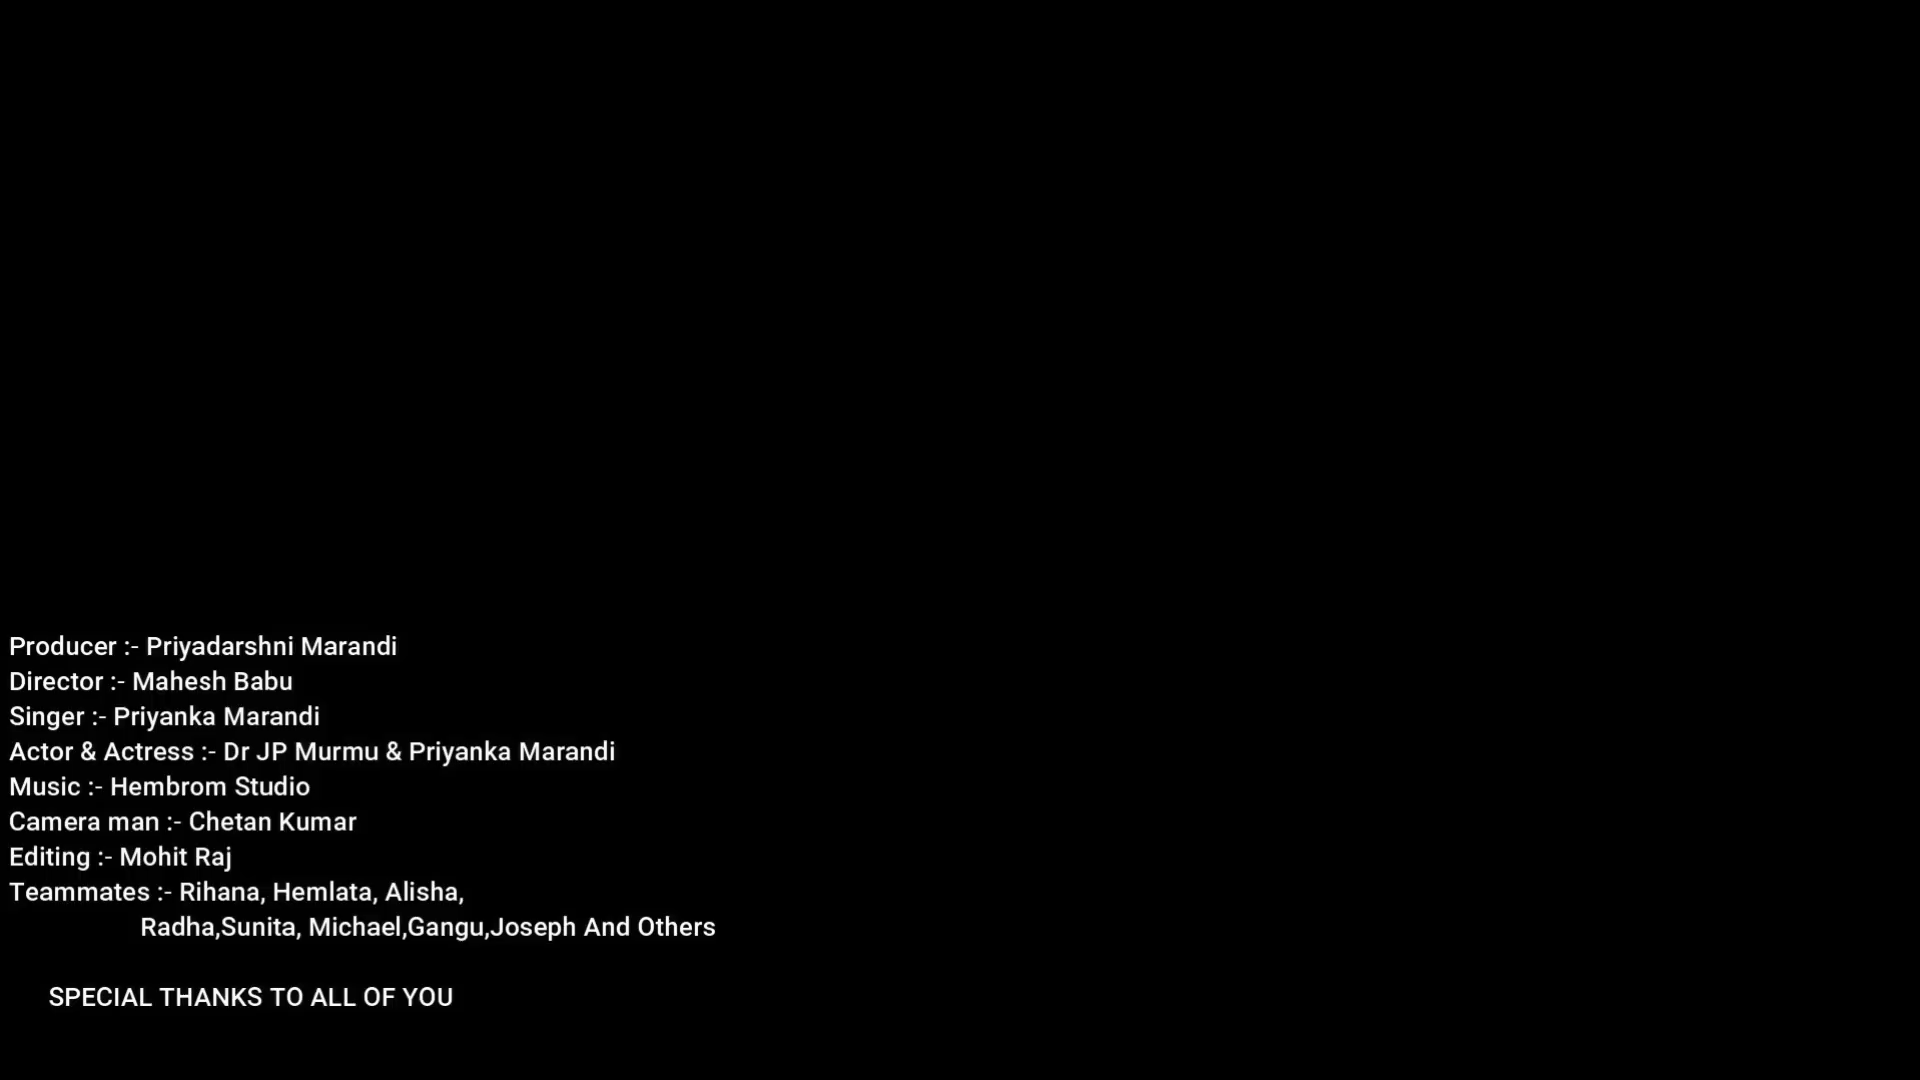 Producer :- Priyadarshni Marandi
Director :- Mahesh Babu
Singer :- Priyanka Marandi
Actor & Actress :- Dr JP Murmu & Priyanka Marandi
Music :- Hembrom Studio
Camera man :- Chetan Kumar
Editing :- Mohit Raj
Teammates :- Rihana, Hemlata, Alisha,
Radha,Sunita, Michael,Gangu,Joseph And Others
SPECIAL THANKS TO ALL OF YOU